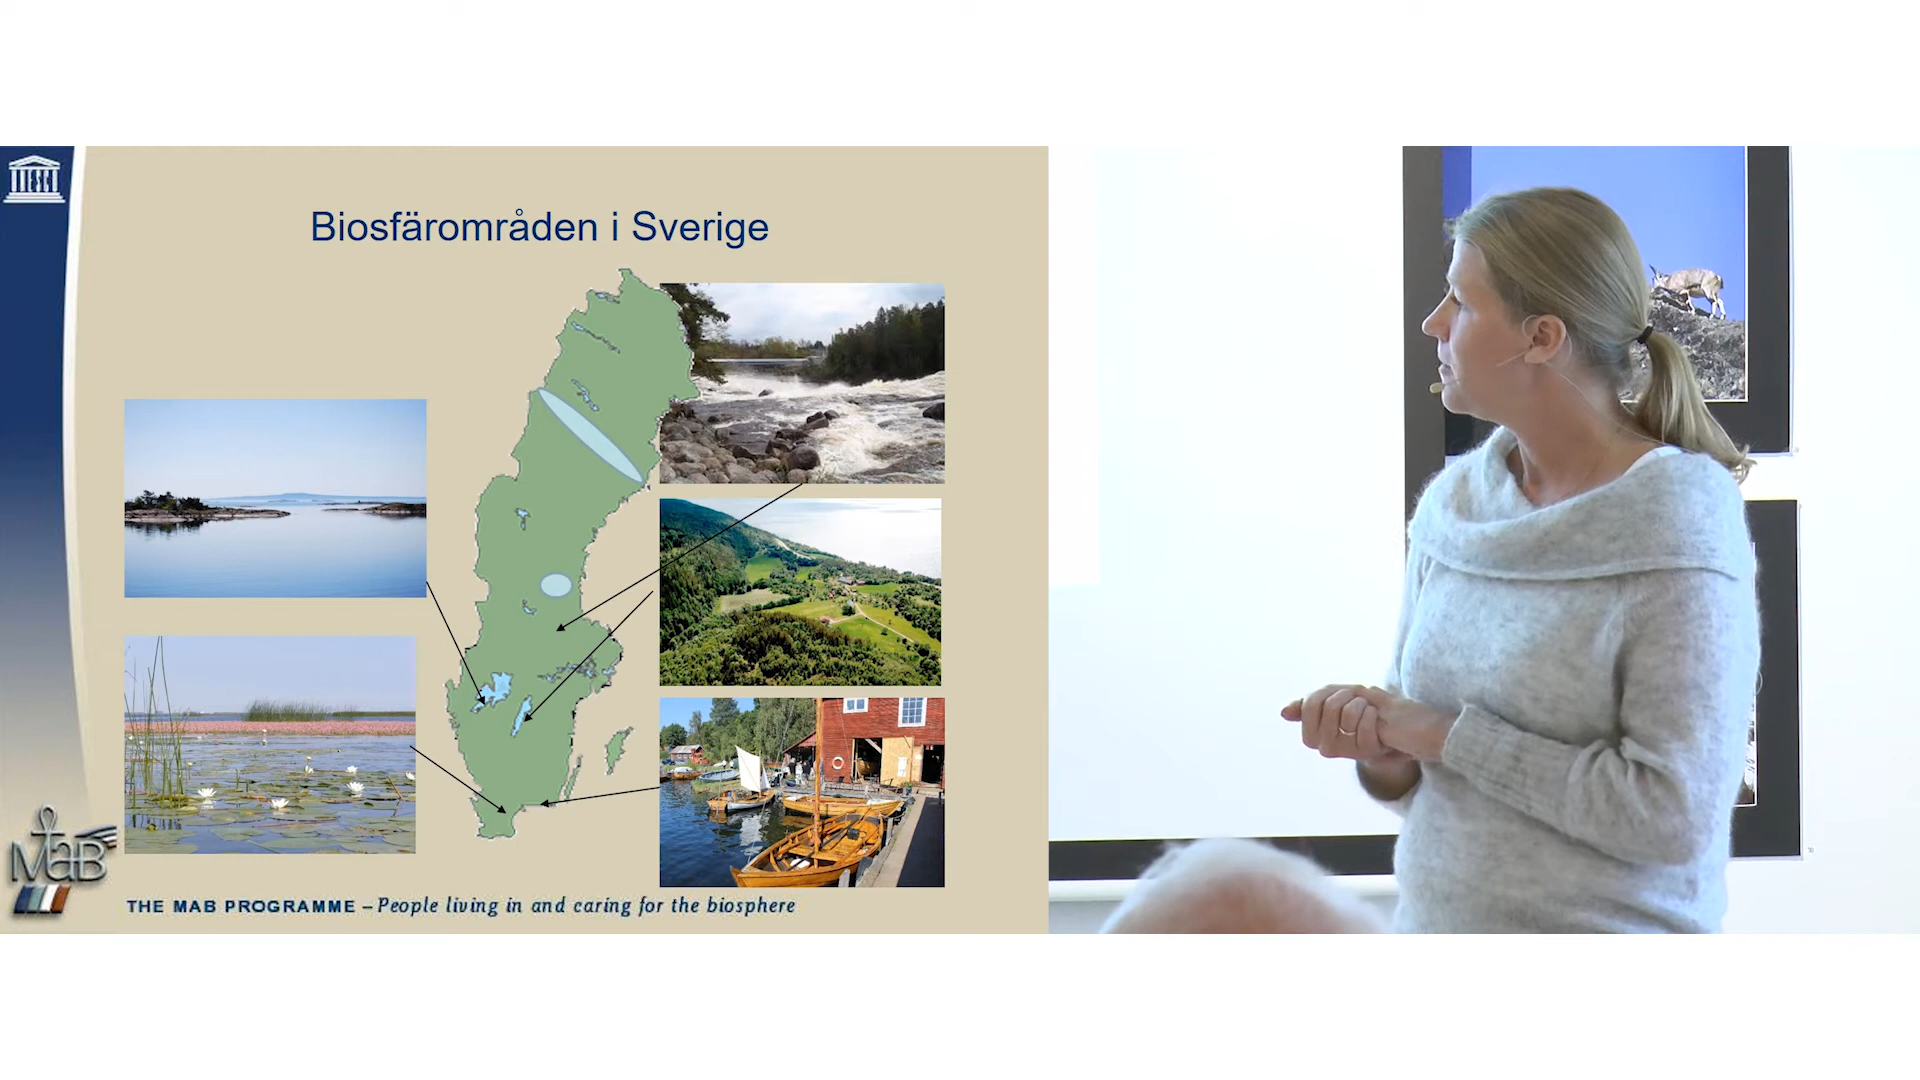 Biosfärområden i Sverige
MaB
THE MAB PROGRAMME – People living in and caring for the biosphere